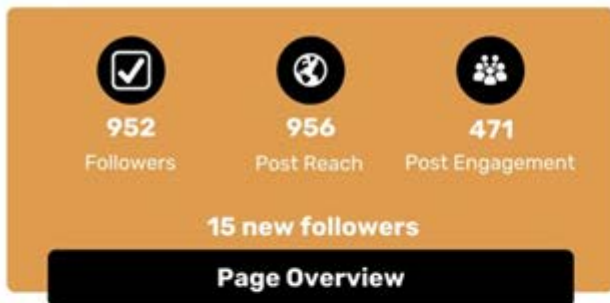 952 956 471
Followers Post Reach Post Engagement
15 new followers
Page Overview